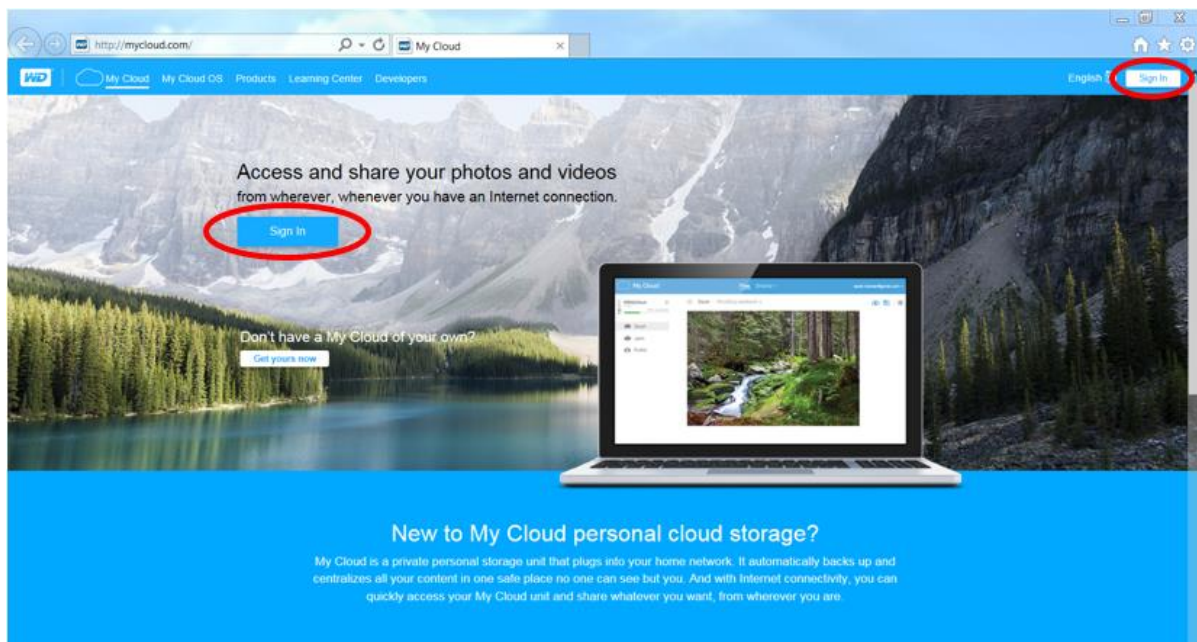 http://mycloud.com/
My Cloud
WD
My Cloud My Cloud OS Products Learning Center Developers
English
Sign In
Access and share your photos and videos
from wherever, whenever you have an Internet connection.
Sign In
Don't have a My Cloud of your own?
Get yours now
My Cloud
New to My Cloud personal cloud storage?
My Cloud is a private personal storage unit that plugs into your home network. It automatically backs up and
centralizes all your content in one safe place no one can see but you. And with Internet connectivity, you can
quickly access your My Cloud unit and share whatever you want, from wherever you are.